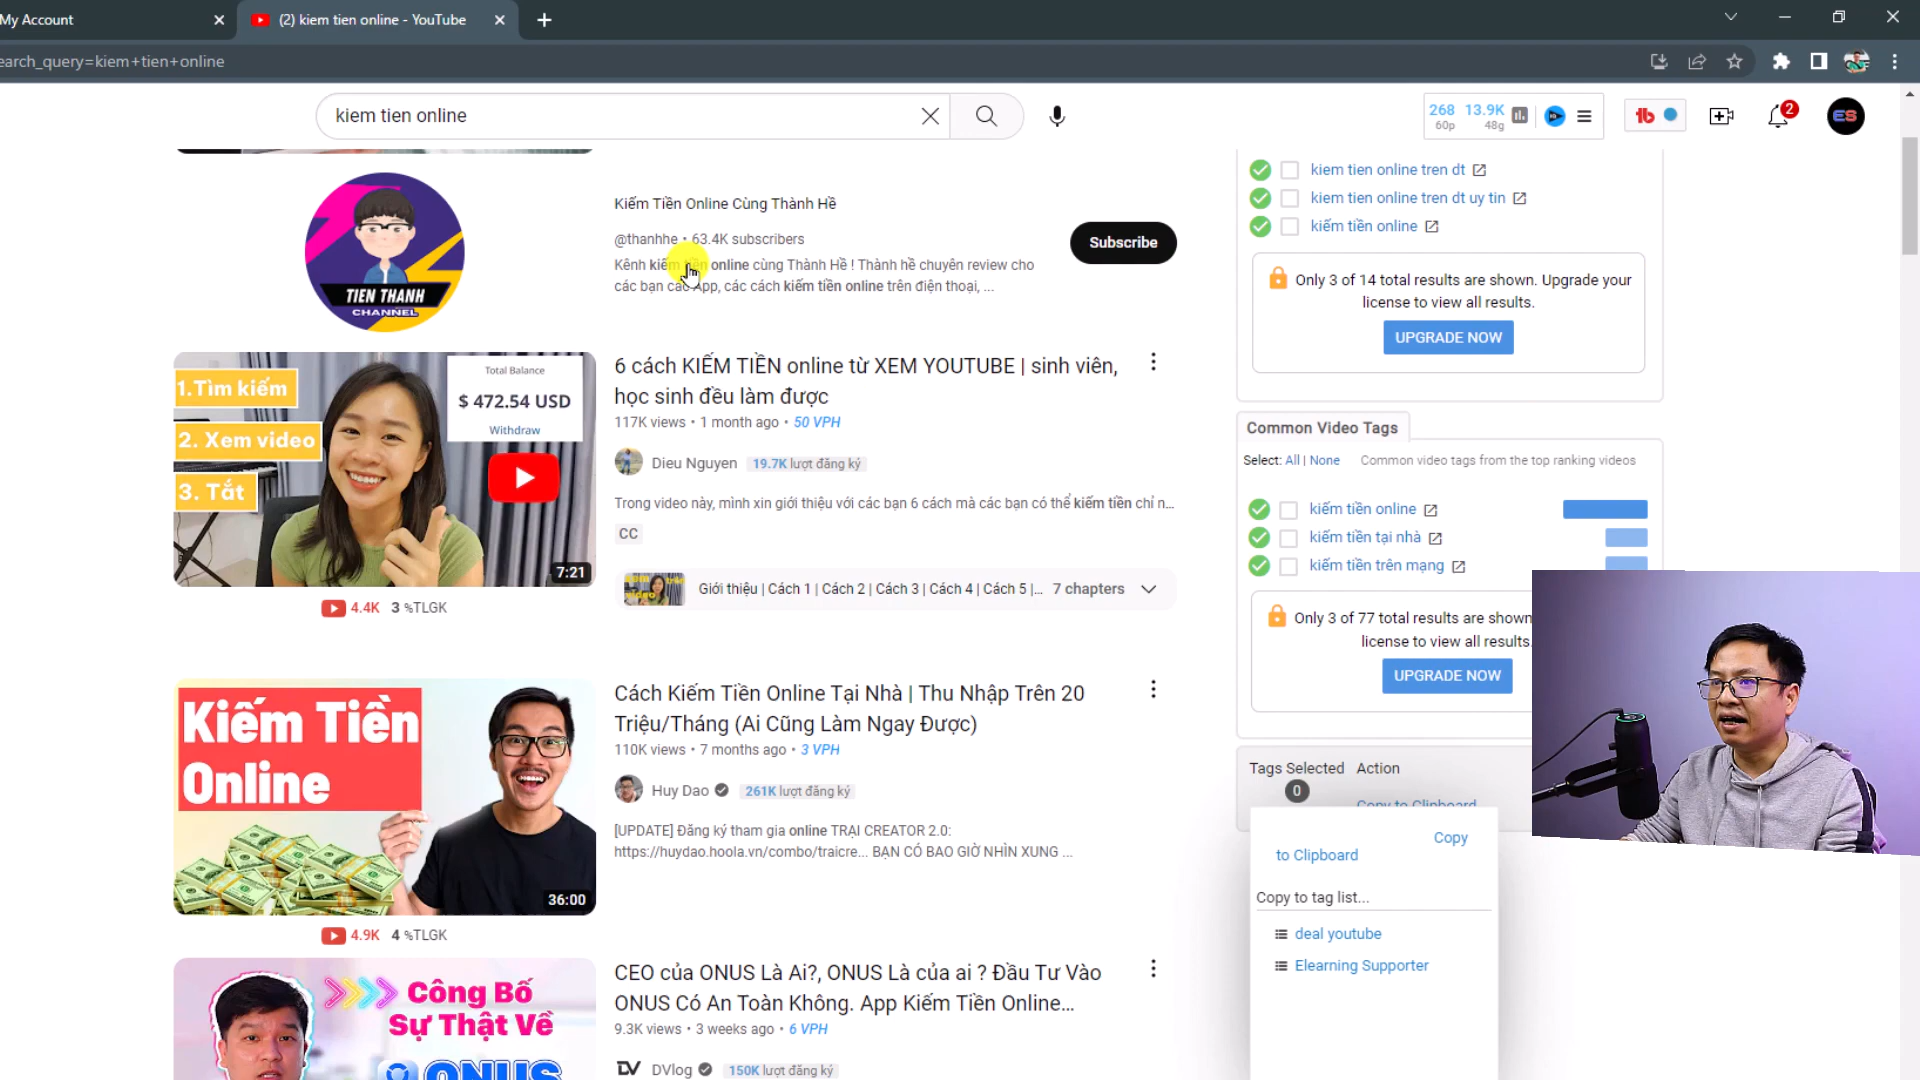 My Account
(2) kiem tien online - YouTube
earch_query=kiem+tien+online
kiem tien online
268 13.9K
60p 48g
2
ES
Kiếm Tiền Online Cùng Thành Hề
@thanhhe • 63.4K subscribers
Kênh kiếm tiền online cùng Thành Hề ! Thành hề chuyên review cho
các bạn các App, các cách kiếm tiền online trên điện thoại, ...
Subscribe
TIEN THANH
CHANNEL
1.Tìm kiếm
2. Xem video
3. Tắt
Total Balance
$ 472.54 USD
Withdraw
7:21
4.4K 3 %TLGK
6 cách KIẾM TIỀN online từ XEM YOUTUBE | sinh viên,
học sinh đều làm được
117K views • 1 month ago • 50 VPH
Dieu Nguyen 19.7K lượt đăng ký
Trong video này, mình xin giới thiệu với các bạn 6 cách mà các bạn có thể kiếm tiền chỉ n...
CC
Giới thiệu | Cách 1 | Cách 2 | Cách 3 | Cách 4 | Cách 5 |... 7 chapters
Kiếm Tiền
Online
36:00
4.9K 4 %TLGK
Cách Kiếm Tiền Online Tại Nhà | Thu Nhập Trên 20
Triệu/Tháng (Ai Cũng Làm Ngay Được)
110K views • 7 months ago • 3 VPH
Huy Dao 261K lượt đăng ký
[UPDATE] Đăng ký tham gia online TRẠI CREATOR 2.0:
https://huydao.hoola.vn/combo/traicre... BẠN CÓ BAO GIỜ NHÌN XUNG ...
Công Bố
Sự Thật Về
ONUS
CEO của ONUS Là Ai?, ONUS Là của ai ? Đầu Tư Vào
ONUS Có An Toàn Không. App Kiếm Tiền Online...
9.3K views • 3 weeks ago • 6 VPH
DV DVlog 150K lượt đăng ký
kiem tien online tren dt
kiem tien online tren dt uy tin
kiếm tiền online
Only 3 of 14 total results are shown. Upgrade your
license to view all results.
UPGRADE NOW
Common Video Tags
Select: All | None Common video tags from the top ranking videos
kiếm tiền online
kiếm tiền tại nhà
kiếm tiền trên mạng
Only 3 of 77 total results are shown
license to view all results.
UPGRADE NOW
Tags Selected Action
0
Copy to Clipboard
Copy
to Clipboard
Copy to tag list...
deal youtube
Elearning Supporter